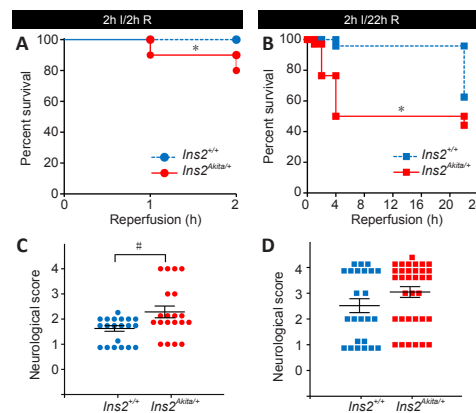 2h I/2h R
2h I/22h R
A
100
80
60
40
20
0
Percent survival
*
Ins2+/+
Ins2Akita/+
0
1
2
Reperfusion (h)
B
100
80
60
40
20
0
Percent survival
*
Ins2+/+
Ins2Akita/+
0 4 8 12 16 20 2
Reperfusion (h)
C
#
4
3
2
1
0
Neurological score
Ins2+/+
Ins2Akita/+
D
4
3
2
1
0
Neurological score
Ins2+/+
Ins2Akita/+